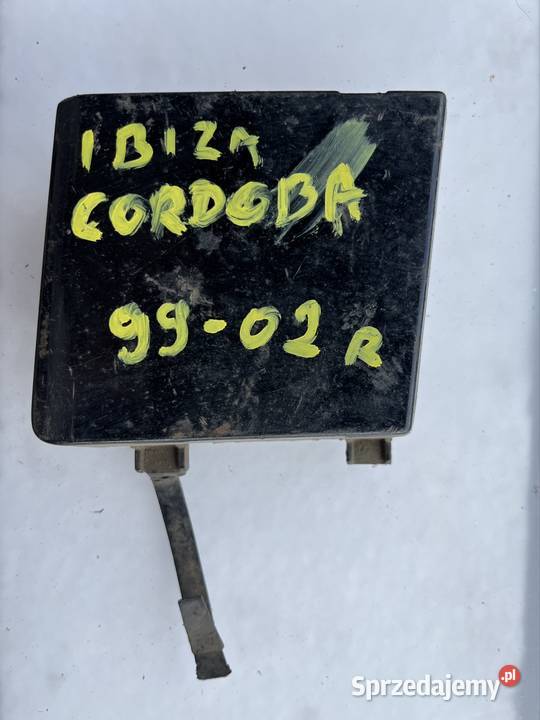 IBIZA
CORDOBA
99-02 R
Sprzedajemy.pl